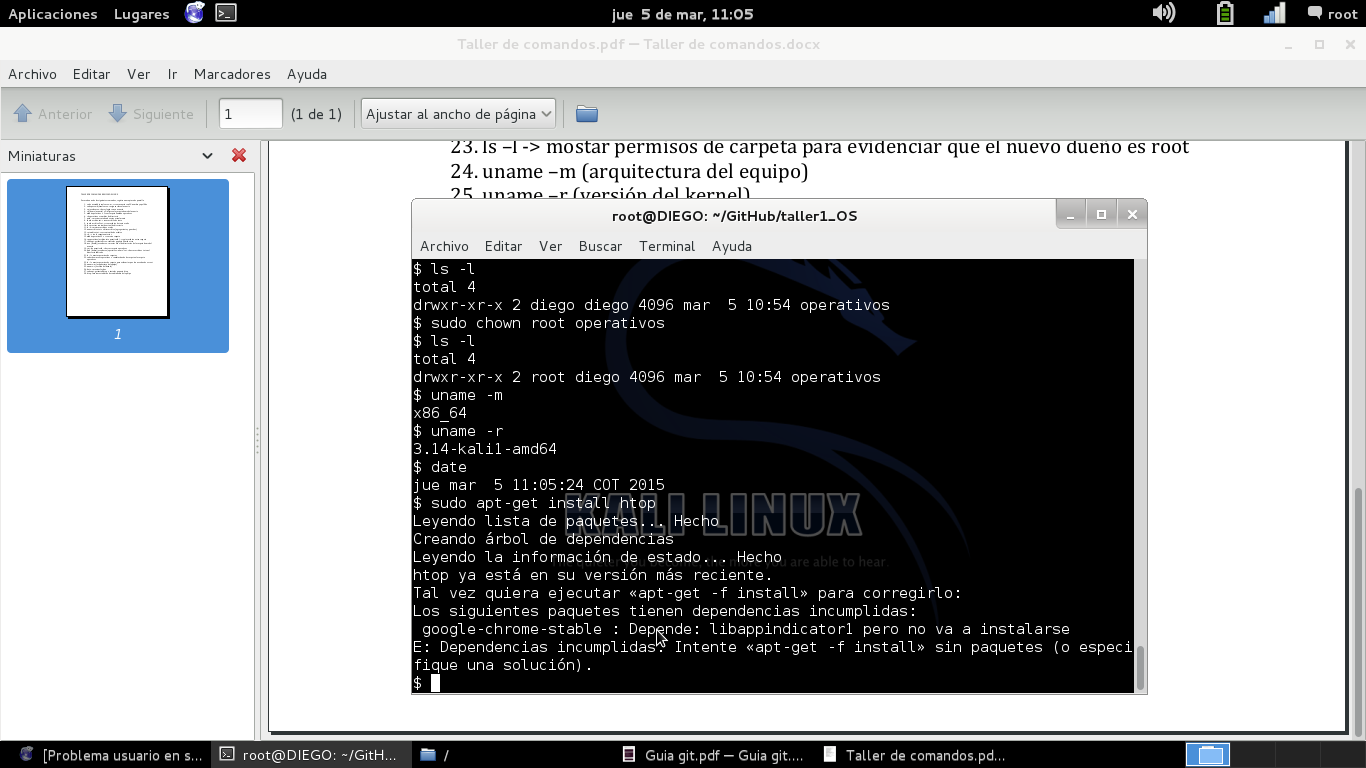 Aplicaciones Lugares jue 5 de mar, 11:05 root
Taller de comandos.pdf — Taller de comandos.docx
Archivo Editar Ver Ir Marcadores Ayuda
Anterior Siguiente 1 (1 de 1) Ajustar al ancho de página
Miniaturas
1
23. ls –l -> mostar permisos de carpeta para evidenciar que el nuevo dueño es root
24. uname –m (arquitectura del equipo)
25. uname –r (versión del kernel)
root@DIEGO: ~/GitHub/taller1_OS
Archivo Editar Ver Buscar Terminal Ayuda
$ ls -l
total 4
drwxr-xr-x 2 diego diego 4096 mar  5 10:54 operativos
$ sudo chown root operativos
$ ls -l
total 4
drwxr-xr-x 2 root diego 4096 mar  5 10:54 operativos
$ uname -m
x86_64
$ uname -r
3.14-kali1-amd64
$ date
jue mar  5 11:05:24 COT 2015
$ sudo apt-get install htop
Leyendo lista de paquetes... Hecho
Creando árbol de dependencias
Leyendo la información de estado... Hecho
htop ya está en su versión más reciente.
Tal vez quiera ejecutar «apt-get -f install» para corregirlo:
Los siguientes paquetes tienen dependencias incumplidas:
google-chrome-stable : Depende: libappindicator1 pero no va a instalarse
E: Dependencias incumplidas. Intente «apt-get -f install» sin paquetes (o especi
fique una solución).
$
KALI LINUX
you are able to hear.
[Problema usuario en s... root@DIEGO: ~/GitH... / Guia git.pdf — Guia git.... Taller de comandos.pd...